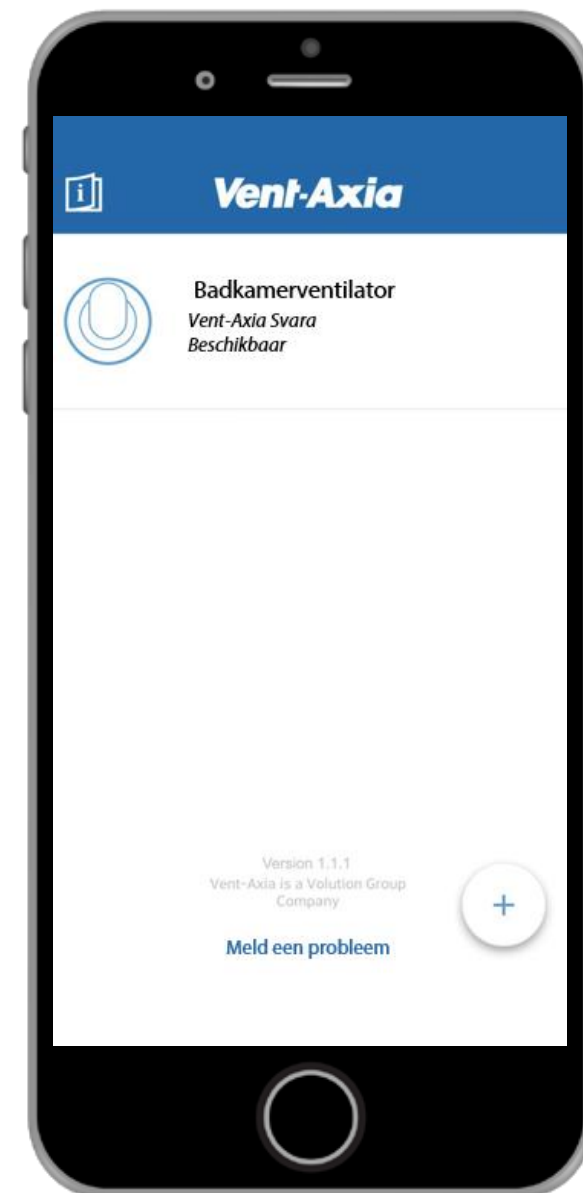 i
Vent-Axia
Badkamerventilator
Vent-Axia Svara
Beschikbaar
Version 1.1.1
Vent-Axia is a Volution Group
Company
+
Meld een probleem